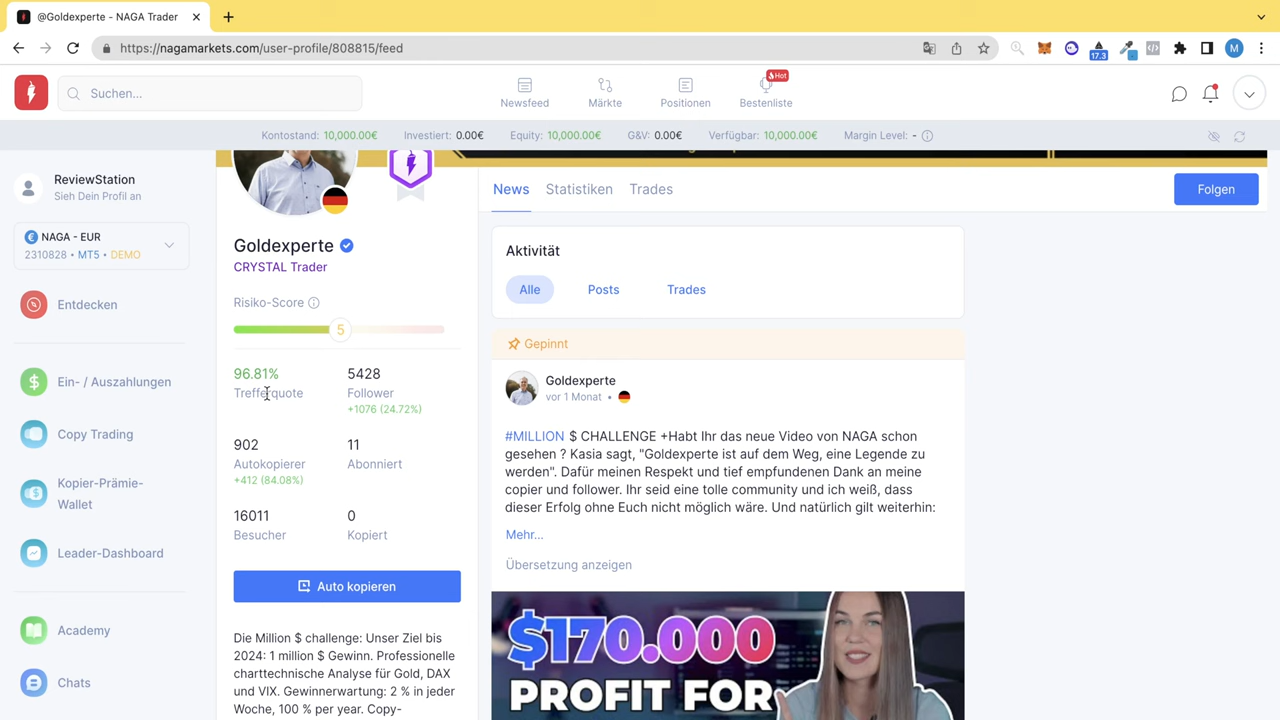 @Goldexperte - NAGA Trader
https://nagamarkets.com/user-profile/808815/feed
17.3
M
Suchen...
Newsfeed
Märkte
Positionen
Hot
Bestenliste
Kontostand: 10,000.00€ Investiert: 0.00€ Equity: 10,000.00€ G&V: 0.00€ Verfügbar: 10,000.00€ Margin Level: -
ReviewStation
Sieh Dein Profil an
NAGA - EUR
2310828 • MT5 • DEMO
Entdecken
Ein- / Auszahlungen
Copy Trading
Kopier-Prämie-
Wallet
Leader-Dashboard
Academy
Chats
Goldexperte
CRYSTAL Trader
Risiko-Score
5
96.81%
Trefferquote
5428
Follower
+1076 (24.72%)
902
Autokopierer
+412 (84.08%)
11
Abonniert
16011
Besucher
0
Kopiert
Auto kopieren
Die Million $ challenge: Unser Ziel bis
2024: 1 million $ Gewinn. Professionelle
charttechnische Analyse für Gold, DAX
und VIX. Gewinnerwartung: 2 % in jeder
Woche, 100 % per year. Copy-
News Statistiken Trades
Folgen
Aktivität
Alle Posts Trades
Gepinnt
Goldexperte
vor 1 Monat •
#MILLION $ CHALLENGE +Habt Ihr das neue Video von NAGA schon
gesehen ? Kasia sagt, "Goldexperte ist auf dem Weg, eine Legende zu
werden". Dafür meinen Respekt und tief empfundenen Dank an meine
copier und follower. Ihr seid eine tolle community und ich weiß, dass
dieser Erfolg ohne Euch nicht möglich wäre. Und natürlich gilt weiterhin:
Mehr...
Übersetzung anzeigen
$170.000
PROFIT FOR